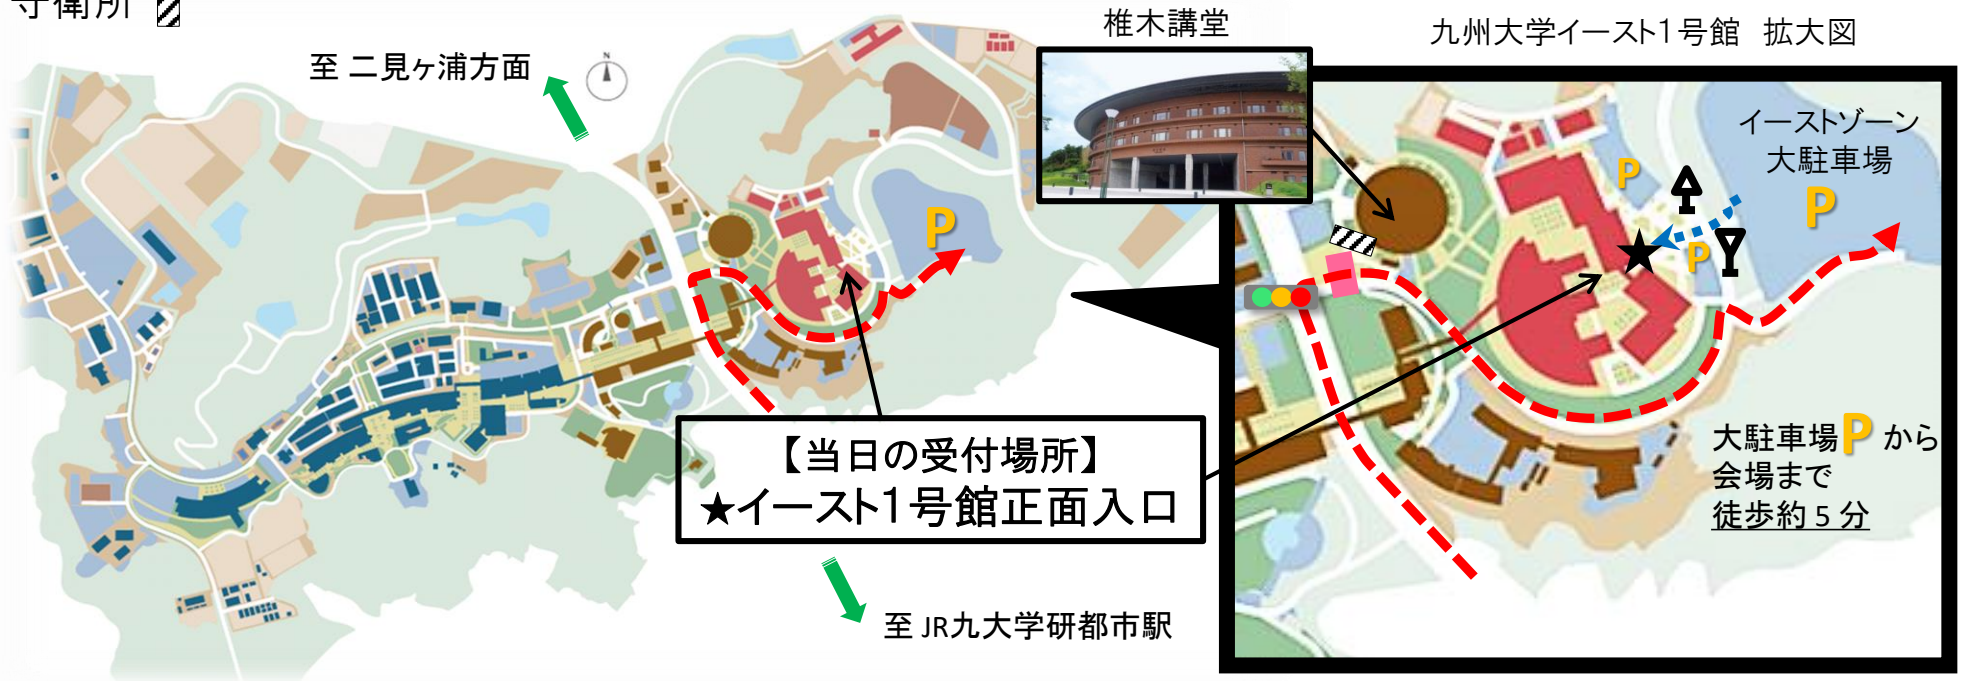 守衛所
至 二見ヶ浦方面
N
椎木講堂
九州大学イースト1号館 拡大図
イーストゾーン
大駐車場
P
P
P
P
【当日の受付場所】
★イースト1号館正面入口
大駐車場P から
会場まで
徒歩約5分
至 JR九大学研都市駅